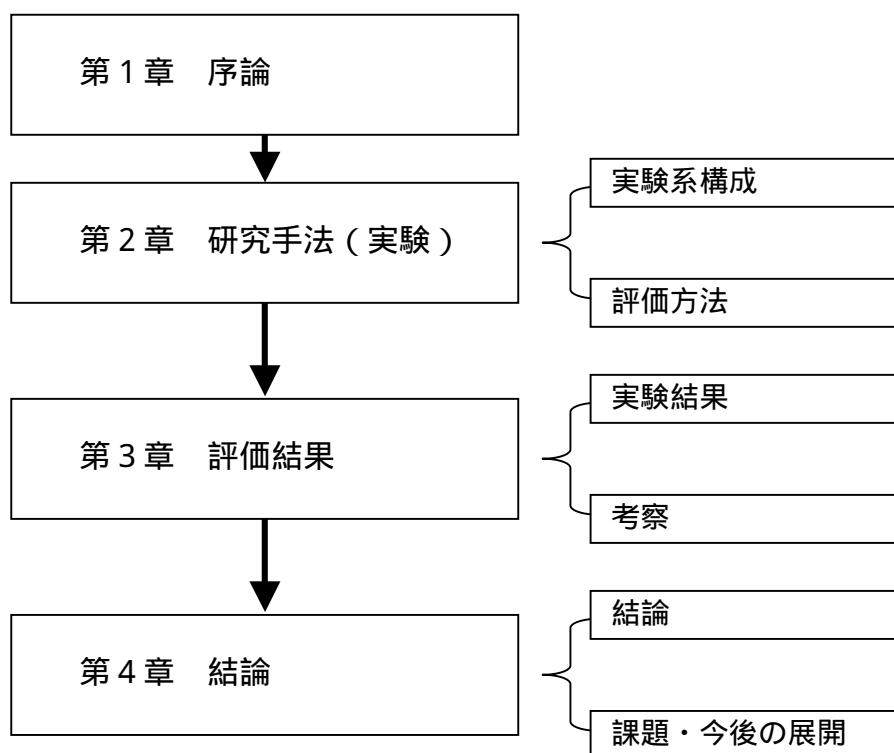 第1章　序論
第2章　研究手法（実験）
実験系構成
評価方法
第3章　評価結果
実験結果
考察
第4章　結論
結論
課題・今後の展開